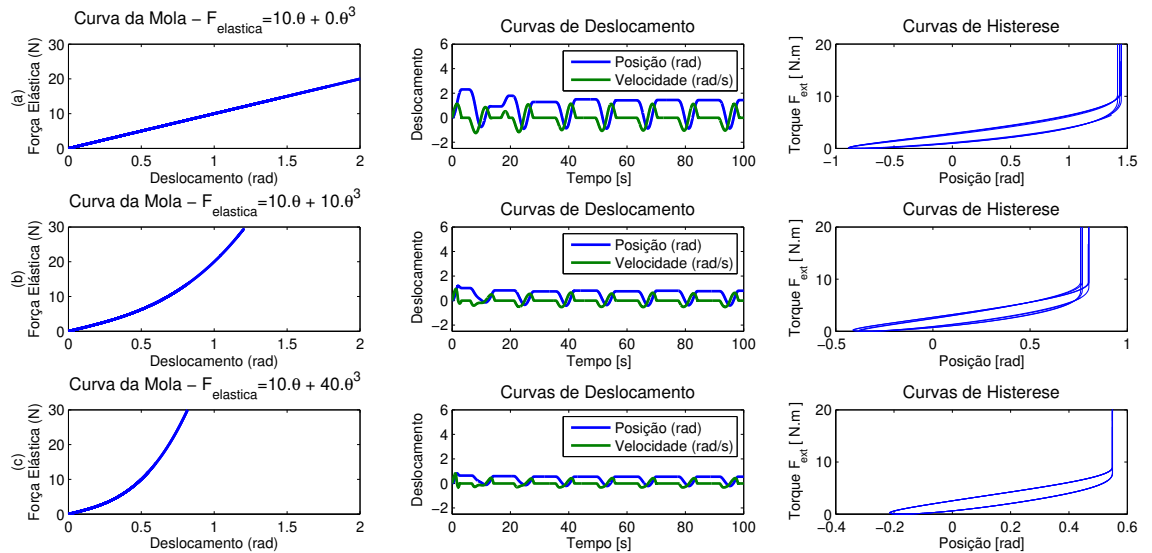 Curva da Mola − F_elastica=10.θ + 0.θ^3
Curvas de Deslocamento
Curvas de Histerese
(a)
Força Elástica (N)
30
20
10
0
0 0.5 1 1.5 2
Deslocamento (rad)
Deslocamento
6
4
2
0
−2
Posição (rad)
Velocidade (rad/s)
0 20 40 60 80 100
Tempo [s]
Torque F_ext [ N.m]
20
10
0
−1 −0.5 0 0.5 1 1.5
Posição [rad]
Curva da Mola − F_elastica=10.θ + 10.θ^3
Curvas de Deslocamento
Curvas de Histerese
(b)
Força Elástica (N)
30
20
10
0
0 0.5 1 1.5 2
Deslocamento (rad)
Deslocamento
6
4
2
0
−2
Posição (rad)
Velocidade (rad/s)
0 20 40 60 80 100
Tempo [s]
Torque F_ext [ N.m]
20
10
0
−0.5 0 0.5 1
Posição [rad]
Curva da Mola − F_elastica=10.θ + 40.θ^3
Curvas de Deslocamento
Curvas de Histerese
(c)
Força Elástica (N)
30
20
10
0
0 0.5 1 1.5 2
Deslocamento (rad)
Deslocamento
6
4
2
0
−2
Posição (rad)
Velocidade (rad/s)
0 20 40 60 80 100
Tempo [s]
Torque F_ext [ N.m]
20
10
0
−0.4 −0.2 0 0.2 0.4 0.6
Posição [rad]